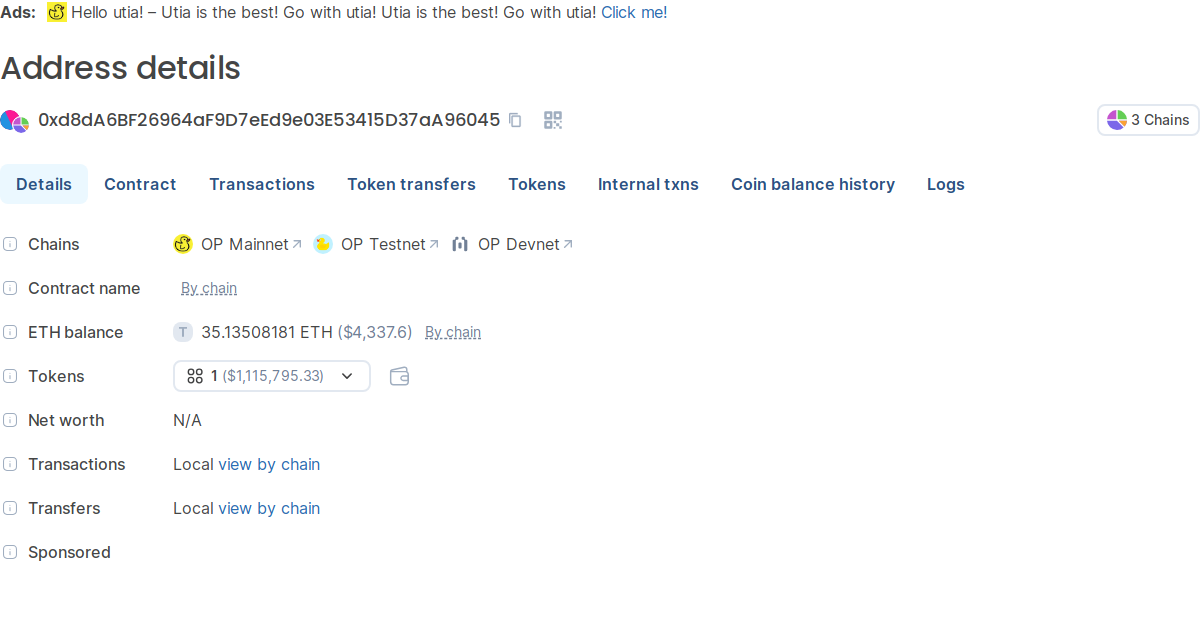 Ads: Hello utia! – Utia is the best! Go with utia! Utia is the best! Go with utia! Click me!
Address details
0xd8dA6BF26964aF9D7eEd9e03E53415D37aA96045
3 Chains
Details Contract Transactions Token transfers Tokens Internal txns Coin balance history Logs
Chains OP Mainnet OP Testnet OP Devnet
Contract name By chain
ETH balance T 35.13508181 ETH ($4,337.6) By chain
Tokens 1 ($1,115,795.33)
Net worth N/A
Transactions Local view by chain
Transfers Local view by chain
Sponsored